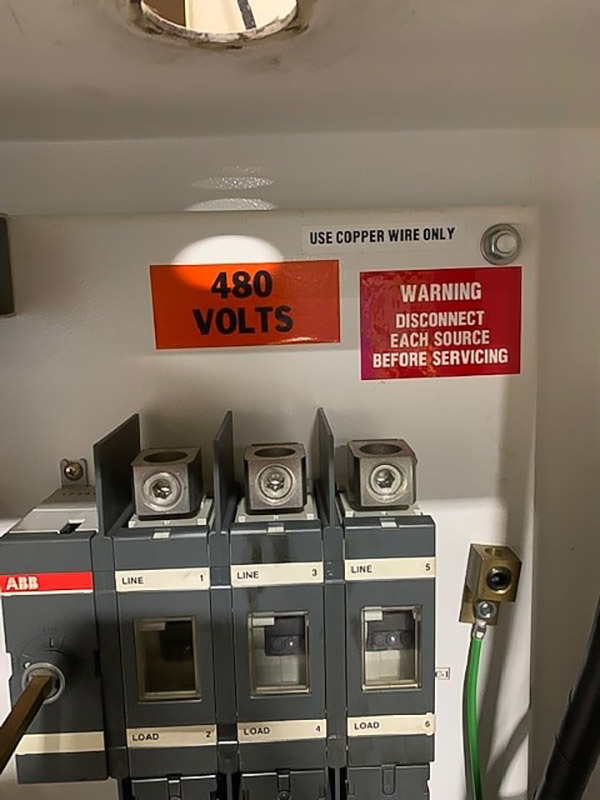 USE COPPER WIRE ONLY
480
VOLTS
WARNING
DISCONNECT
EACH SOURCE
BEFORE SERVICING
ABB
LINE 1
LINE 3
LINE 5
LOAD 2
LOAD 4
LOAD 6